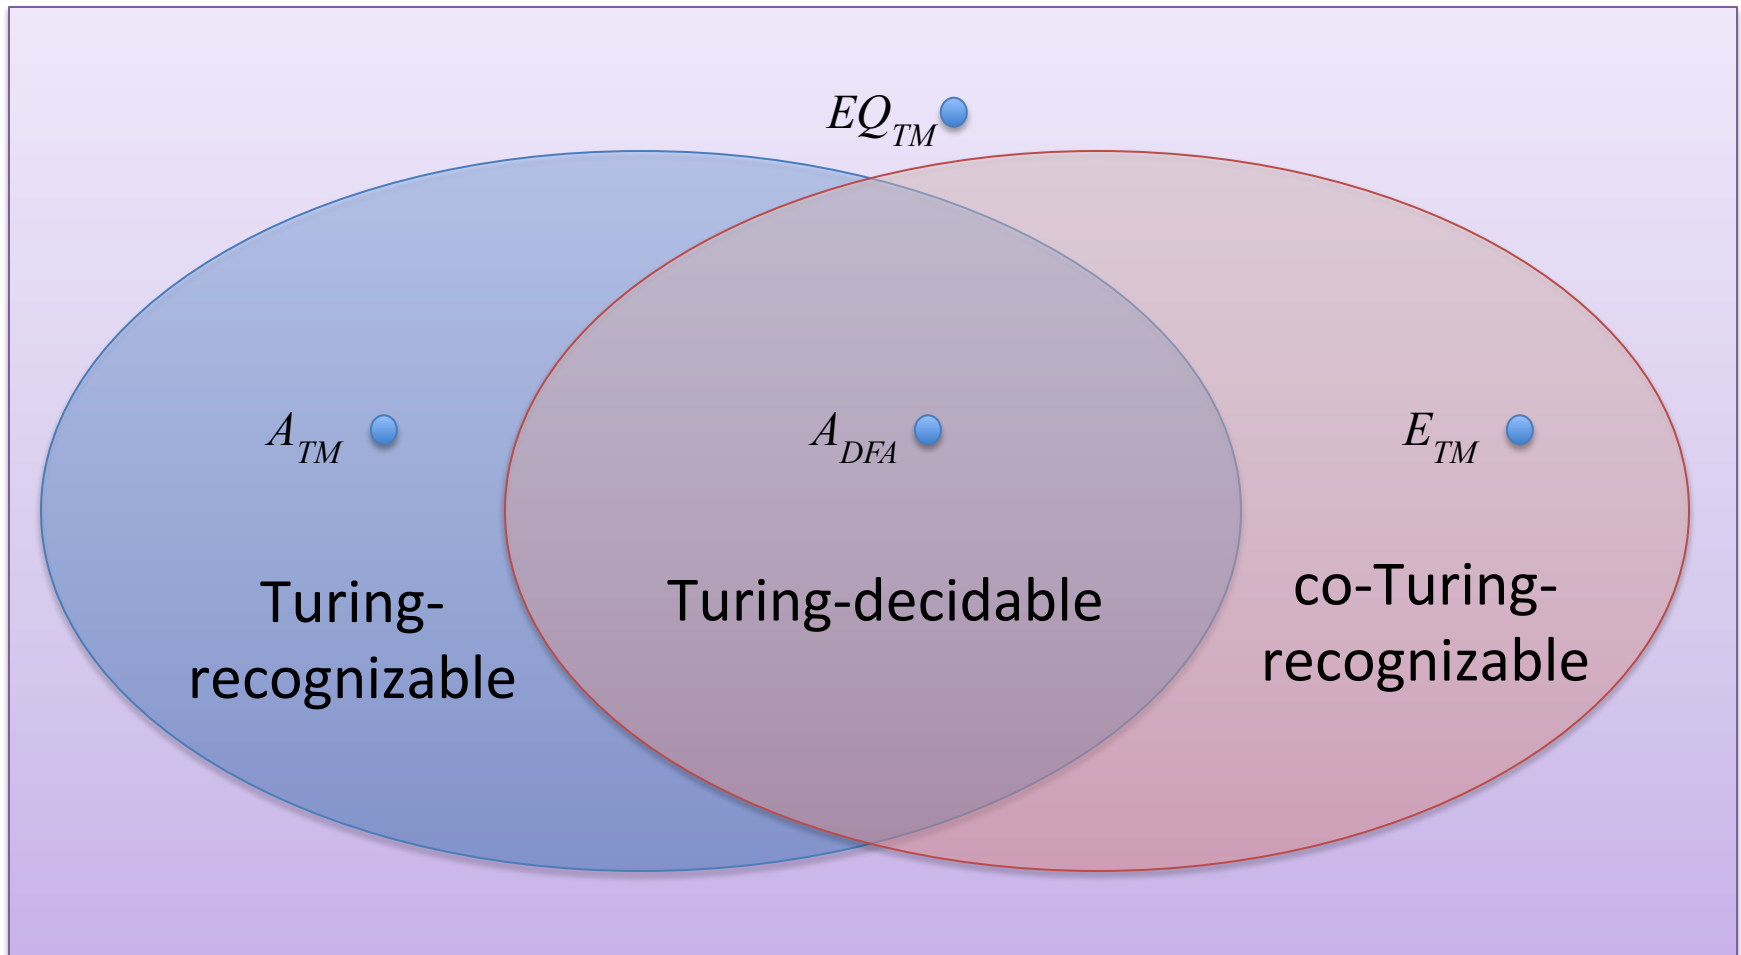 EQ_TM
A_TM
A_DFA
E_TM
Turing-
recognizable
Turing-decidable
co-Turing-
recognizable